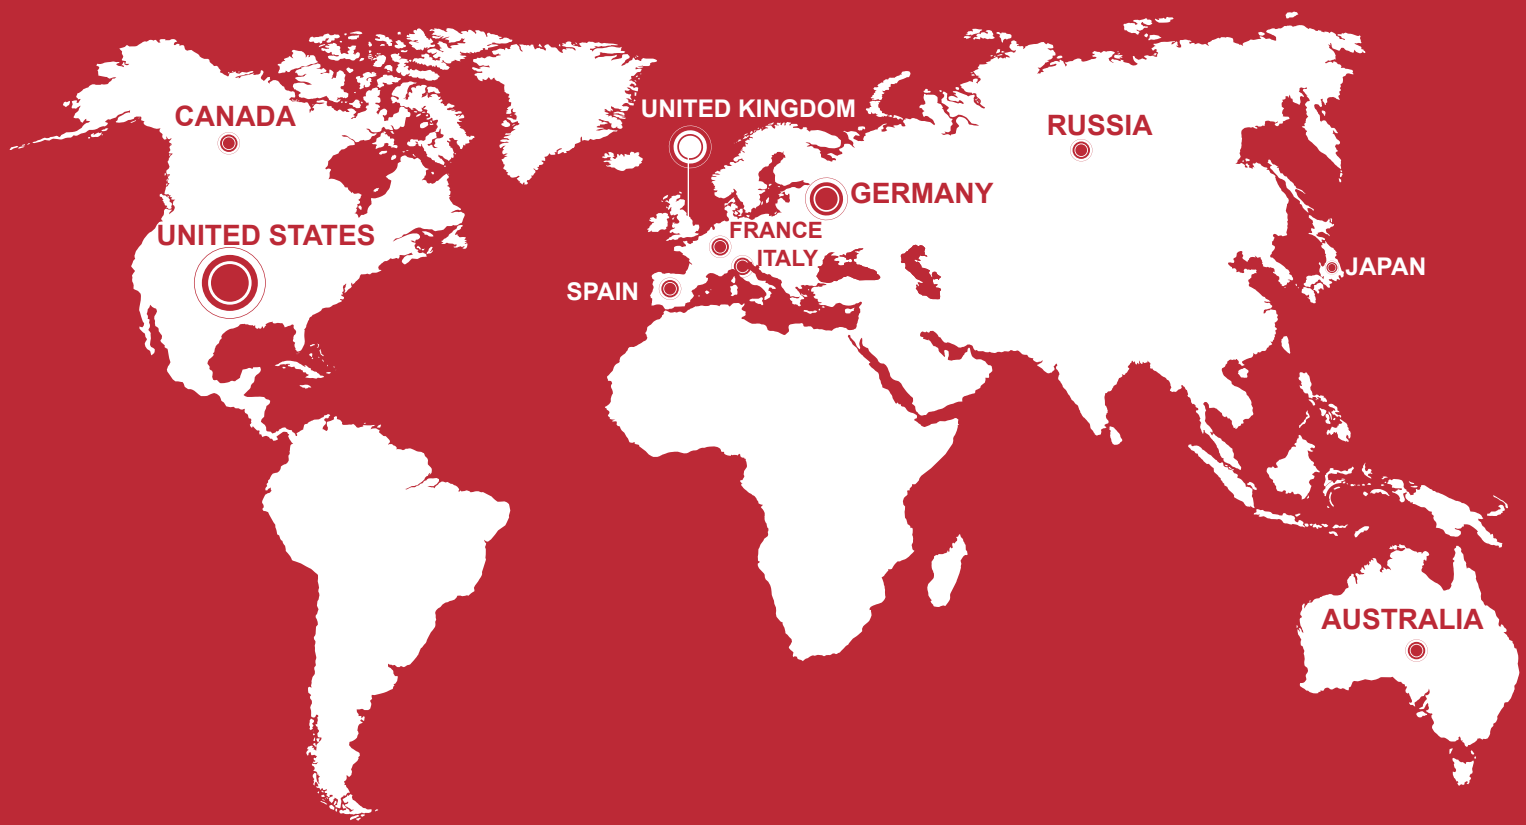 UNITED KINGDOM
CANADA
RUSSIA
GERMANY
FRANCE
UNITED STATES
ITALY
JAPAN
SPAIN
AUSTRALIA